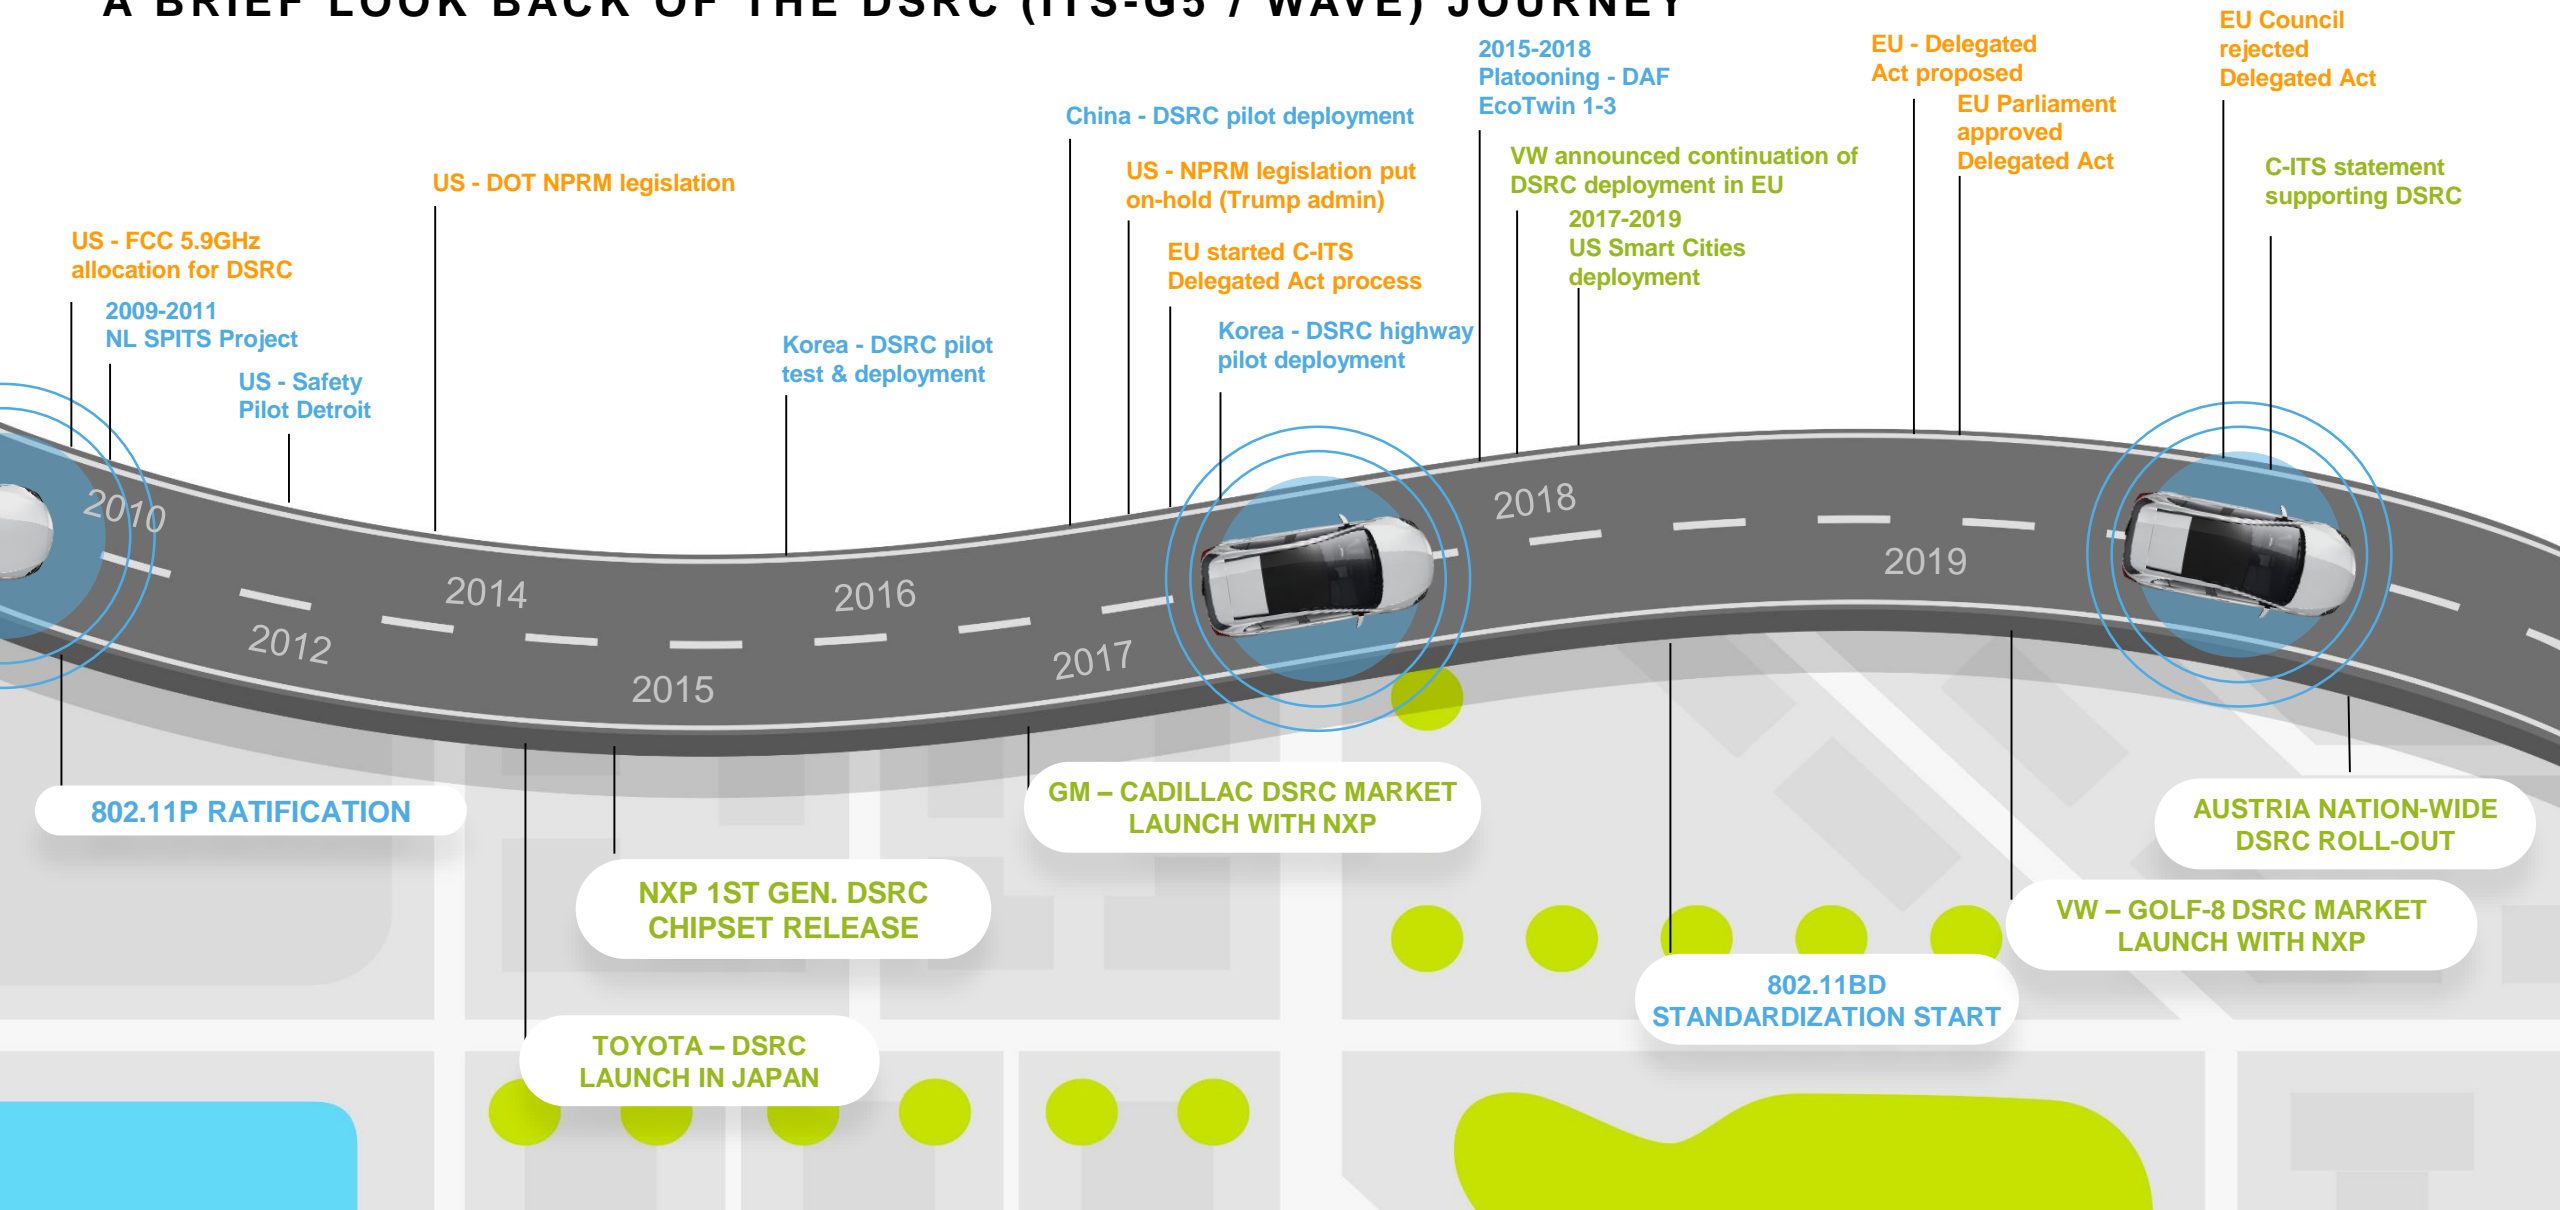 A BRIEF LOOK BACK OF THE DSRC (ITS-G5 / WAVE) JOURNEY
US - FCC 5.9GHz
allocation for DSRC
2009-2011
NL SPITS Project
US - Safety
Pilot Detroit
US - DOT NPRM legislation
Korea - DSRC pilot
test & deployment
China - DSRC pilot deployment
US - NPRM legislation put
on-hold (Trump admin)
EU started C-ITS
Delegated Act process
Korea - DSRC highway
pilot deployment
2015-2018
Platooning - DAF
EcoTwin 1-3
VW announced continuation of
DSRC deployment in EU
2017-2019
US Smart Cities
deployment
EU - Delegated
Act proposed
EU Parliament
approved
Delegated Act
EU Council
rejected
Delegated Act
C-ITS statement
supporting DSRC
2010
2012
2014
2015
2016
2017
2018
2019
802.11P RATIFICATION
NXP 1ST GEN. DSRC
CHIPSET RELEASE
TOYOTA – DSRC
LAUNCH IN JAPAN
GM – CADILLAC DSRC MARKET
LAUNCH WITH NXP
802.11BD
STANDARDIZATION START
VW – GOLF-8 DSRC MARKET
LAUNCH WITH NXP
AUSTRIA NATION-WIDE
DSRC ROLL-OUT